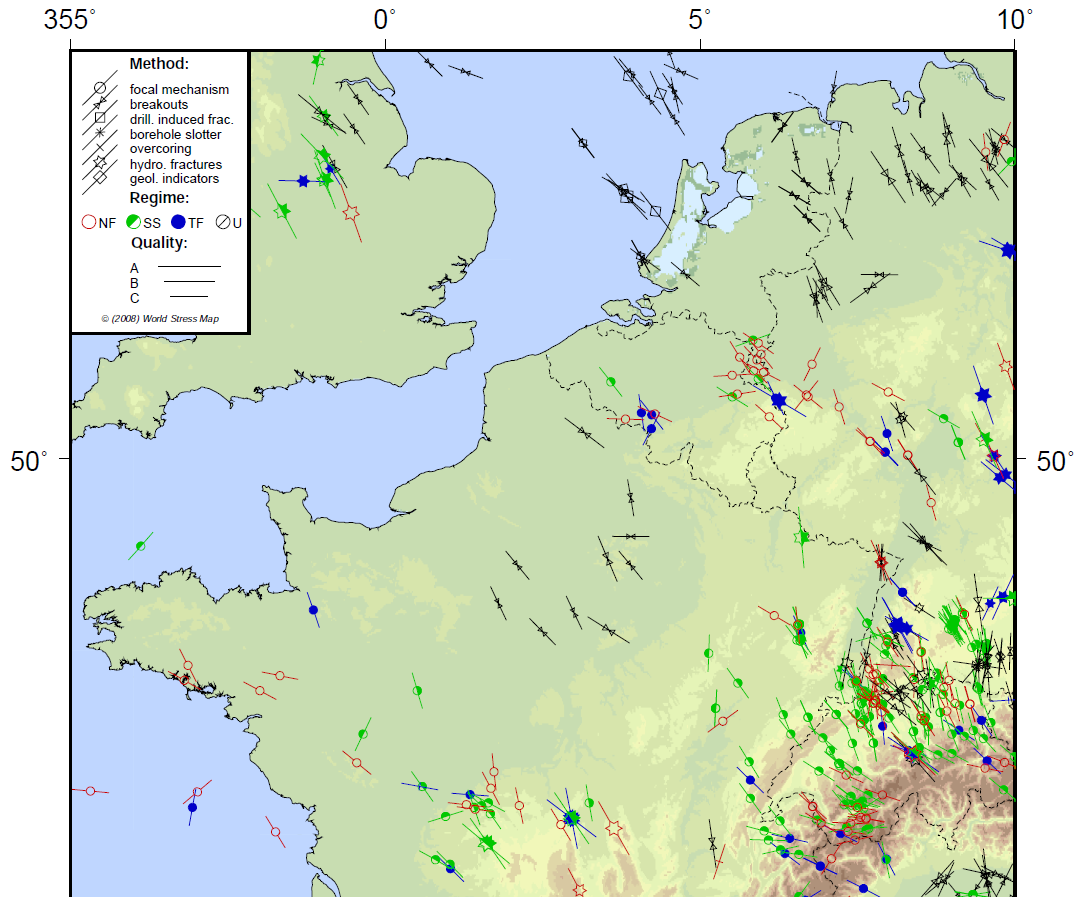 355° 0° 5° 10°
Method:
focal mechanism
breakouts
drill. induced frac.
borehole slotter
overcoring
hydro. fractures
geol. indicators
Regime:
NF SS TF U
Quality:
A
B
C
© (2008) World Stress Map
50° 50°